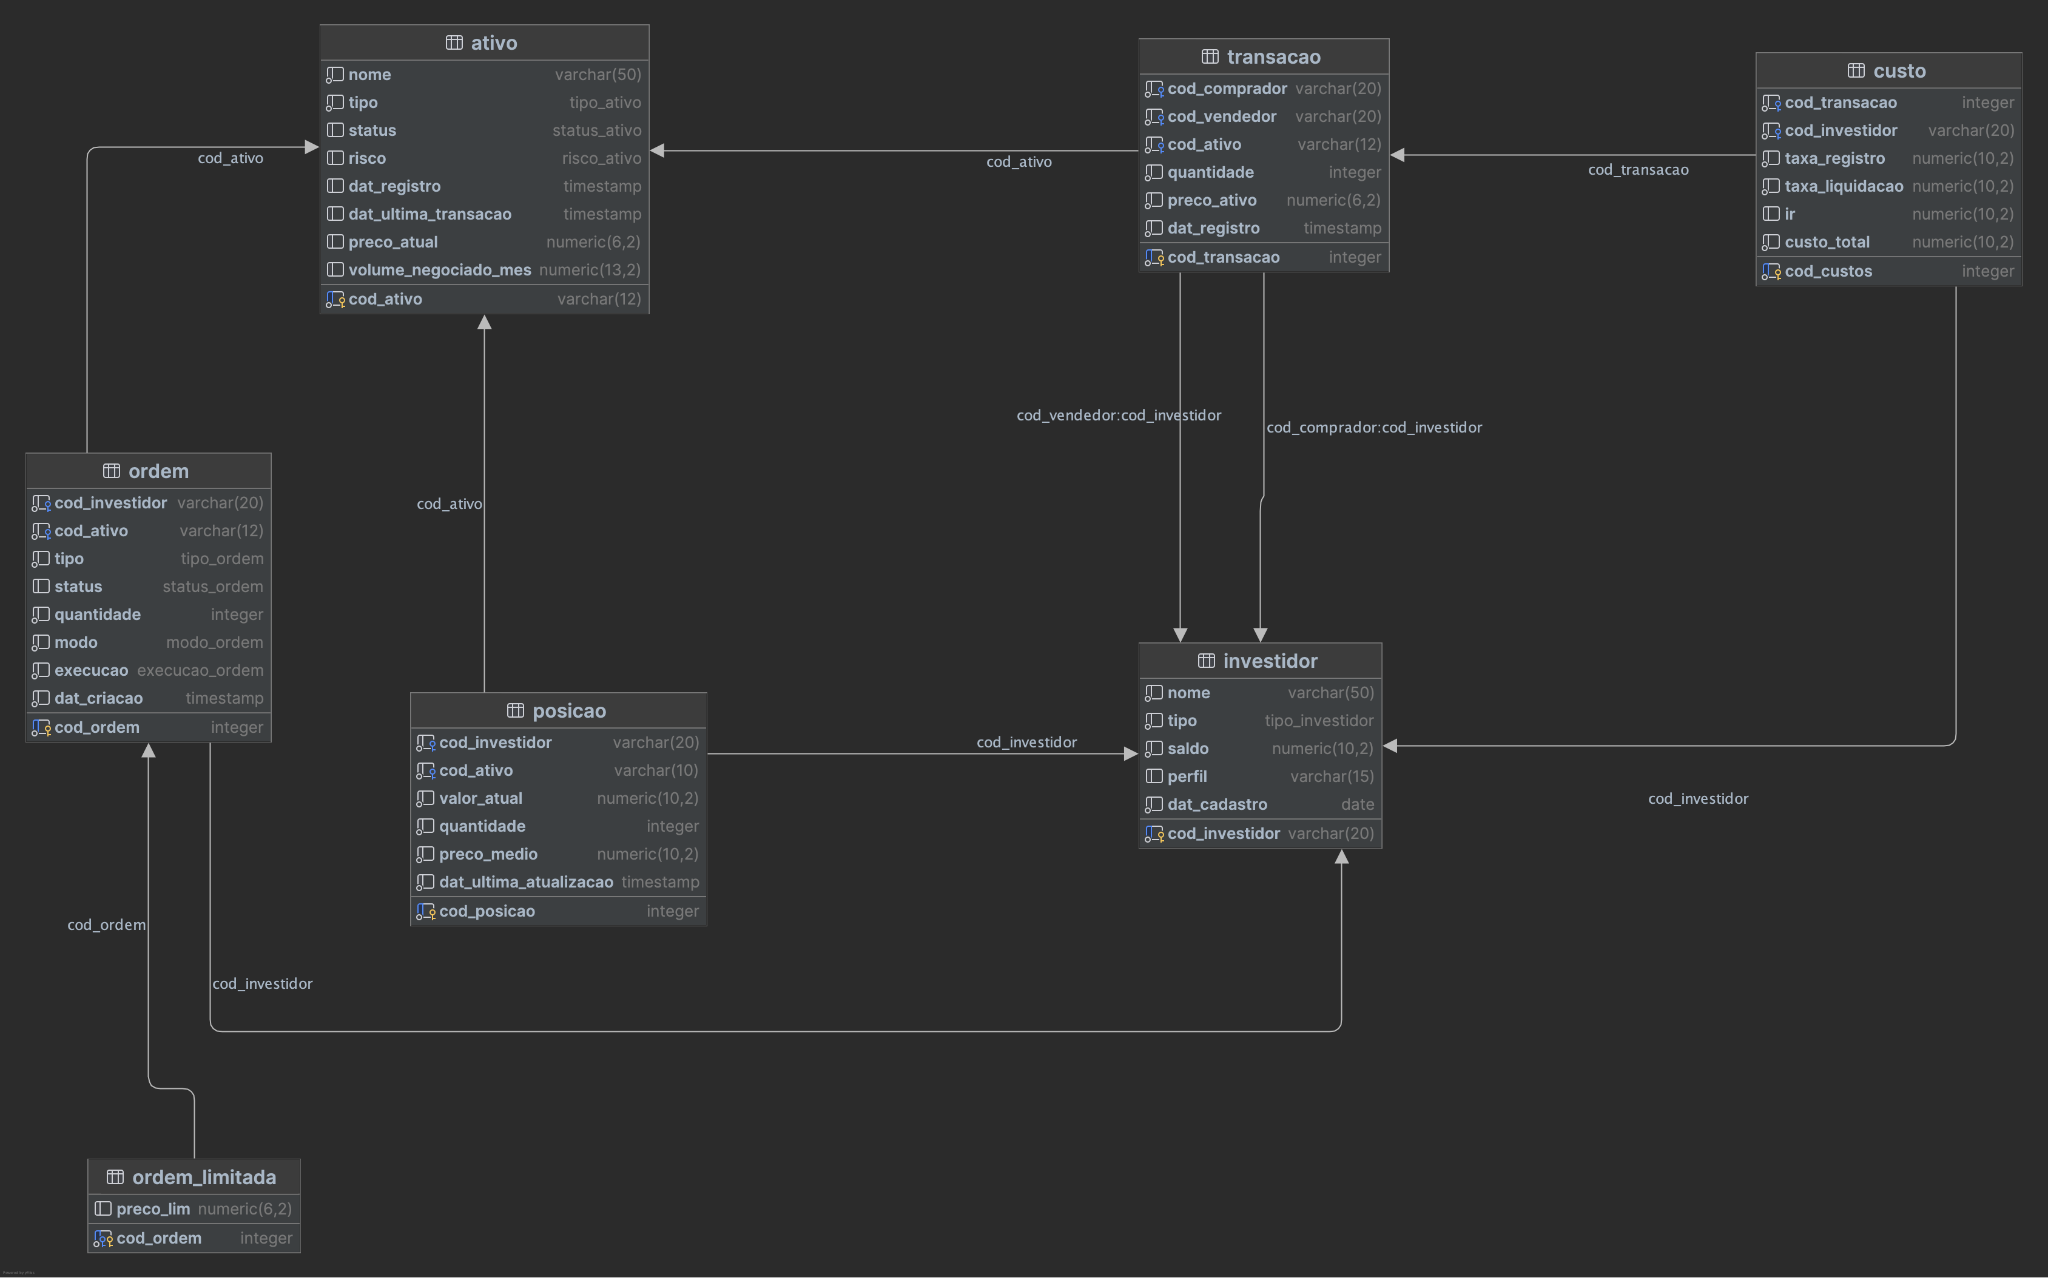 ativo
nome varchar(50)
tipo tipo_ativo
status status_ativo
risco risco_ativo
dat_registro timestamp
dat_ultima_transacao timestamp
preco_atual numeric(6,2)
volume_negociado_mes numeric(13,2)
cod_ativo varchar(12)
transacao
cod_comprador varchar(20)
cod_vendedor varchar(20)
cod_ativo varchar(12)
quantidade integer
preco_ativo numeric(6,2)
dat_registro timestamp
cod_transacao integer
custo
cod_transacao integer
cod_investidor varchar(20)
taxa_registro numeric(10,2)
taxa_liquidacao numeric(10,2)
ir numeric(10,2)
custo_total numeric(10,2)
cod_custos integer
cod_ativo
cod_ativo
cod_transacao
cod_vendedor:cod_investidor
cod_comprador:cod_investidor
ordem
cod_investidor varchar(20)
cod_ativo varchar(12)
tipo tipo_ordem
status status_ordem
quantidade integer
modo modo_ordem
execucao execucao_ordem
dat_criacao timestamp
cod_ordem integer
cod_ativo
posicao
cod_investidor varchar(20)
cod_ativo varchar(10)
valor_atual numeric(10,2)
quantidade integer
preco_medio numeric(10,2)
dat_ultima_atualizacao timestamp
cod_posicao integer
cod_investidor
investidor
nome varchar(50)
tipo tipo_investidor
saldo numeric(10,2)
perfil varchar(15)
dat_cadastro date
cod_investidor varchar(20)
cod_investidor
cod_ordem
cod_investidor
ordem_limitada
preco_lim numeric(6,2)
cod_ordem integer